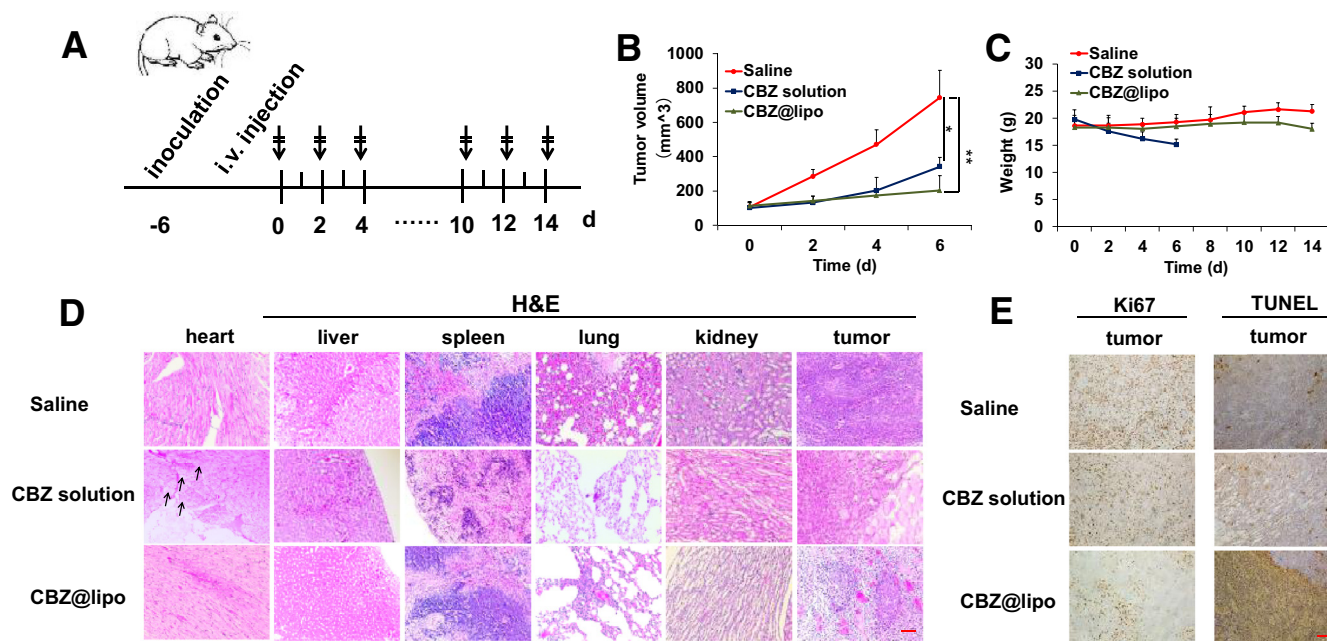 A
inoculation
i.v. injection
-6
0
2
4
......
10
12
14
d
B
1000
800
600
400
200
0
2
4
6
Tumor volume
(mm^3)
Time (d)
Saline
CBZ solution
CBZ@lipo
*
**
C
30
25
20
15
10
5
0
0
2
4
6
8
10
12
14
Weight (g)
Time (d)
Saline
CBZ solution
CBZ@lipo
D
H&E
heart liver spleen lung kidney tumor
Saline
CBZ solution
CBZ@lipo
E
Ki67 TUNEL
tumor tumor
Saline
CBZ solution
CBZ@lipo